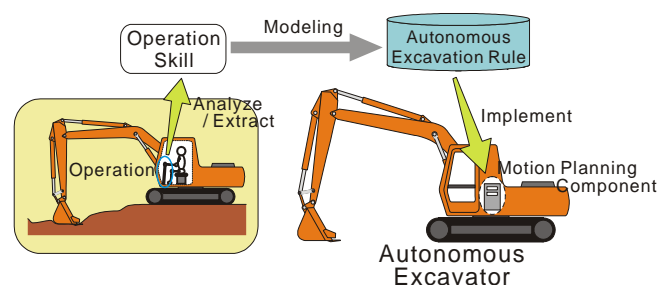 Operation
Skill
Modeling
Autonomous
Excavation Rule
Analyze
/ Extract
Implement
Operation
Motion Planning
Component
Autonomous
Excavator